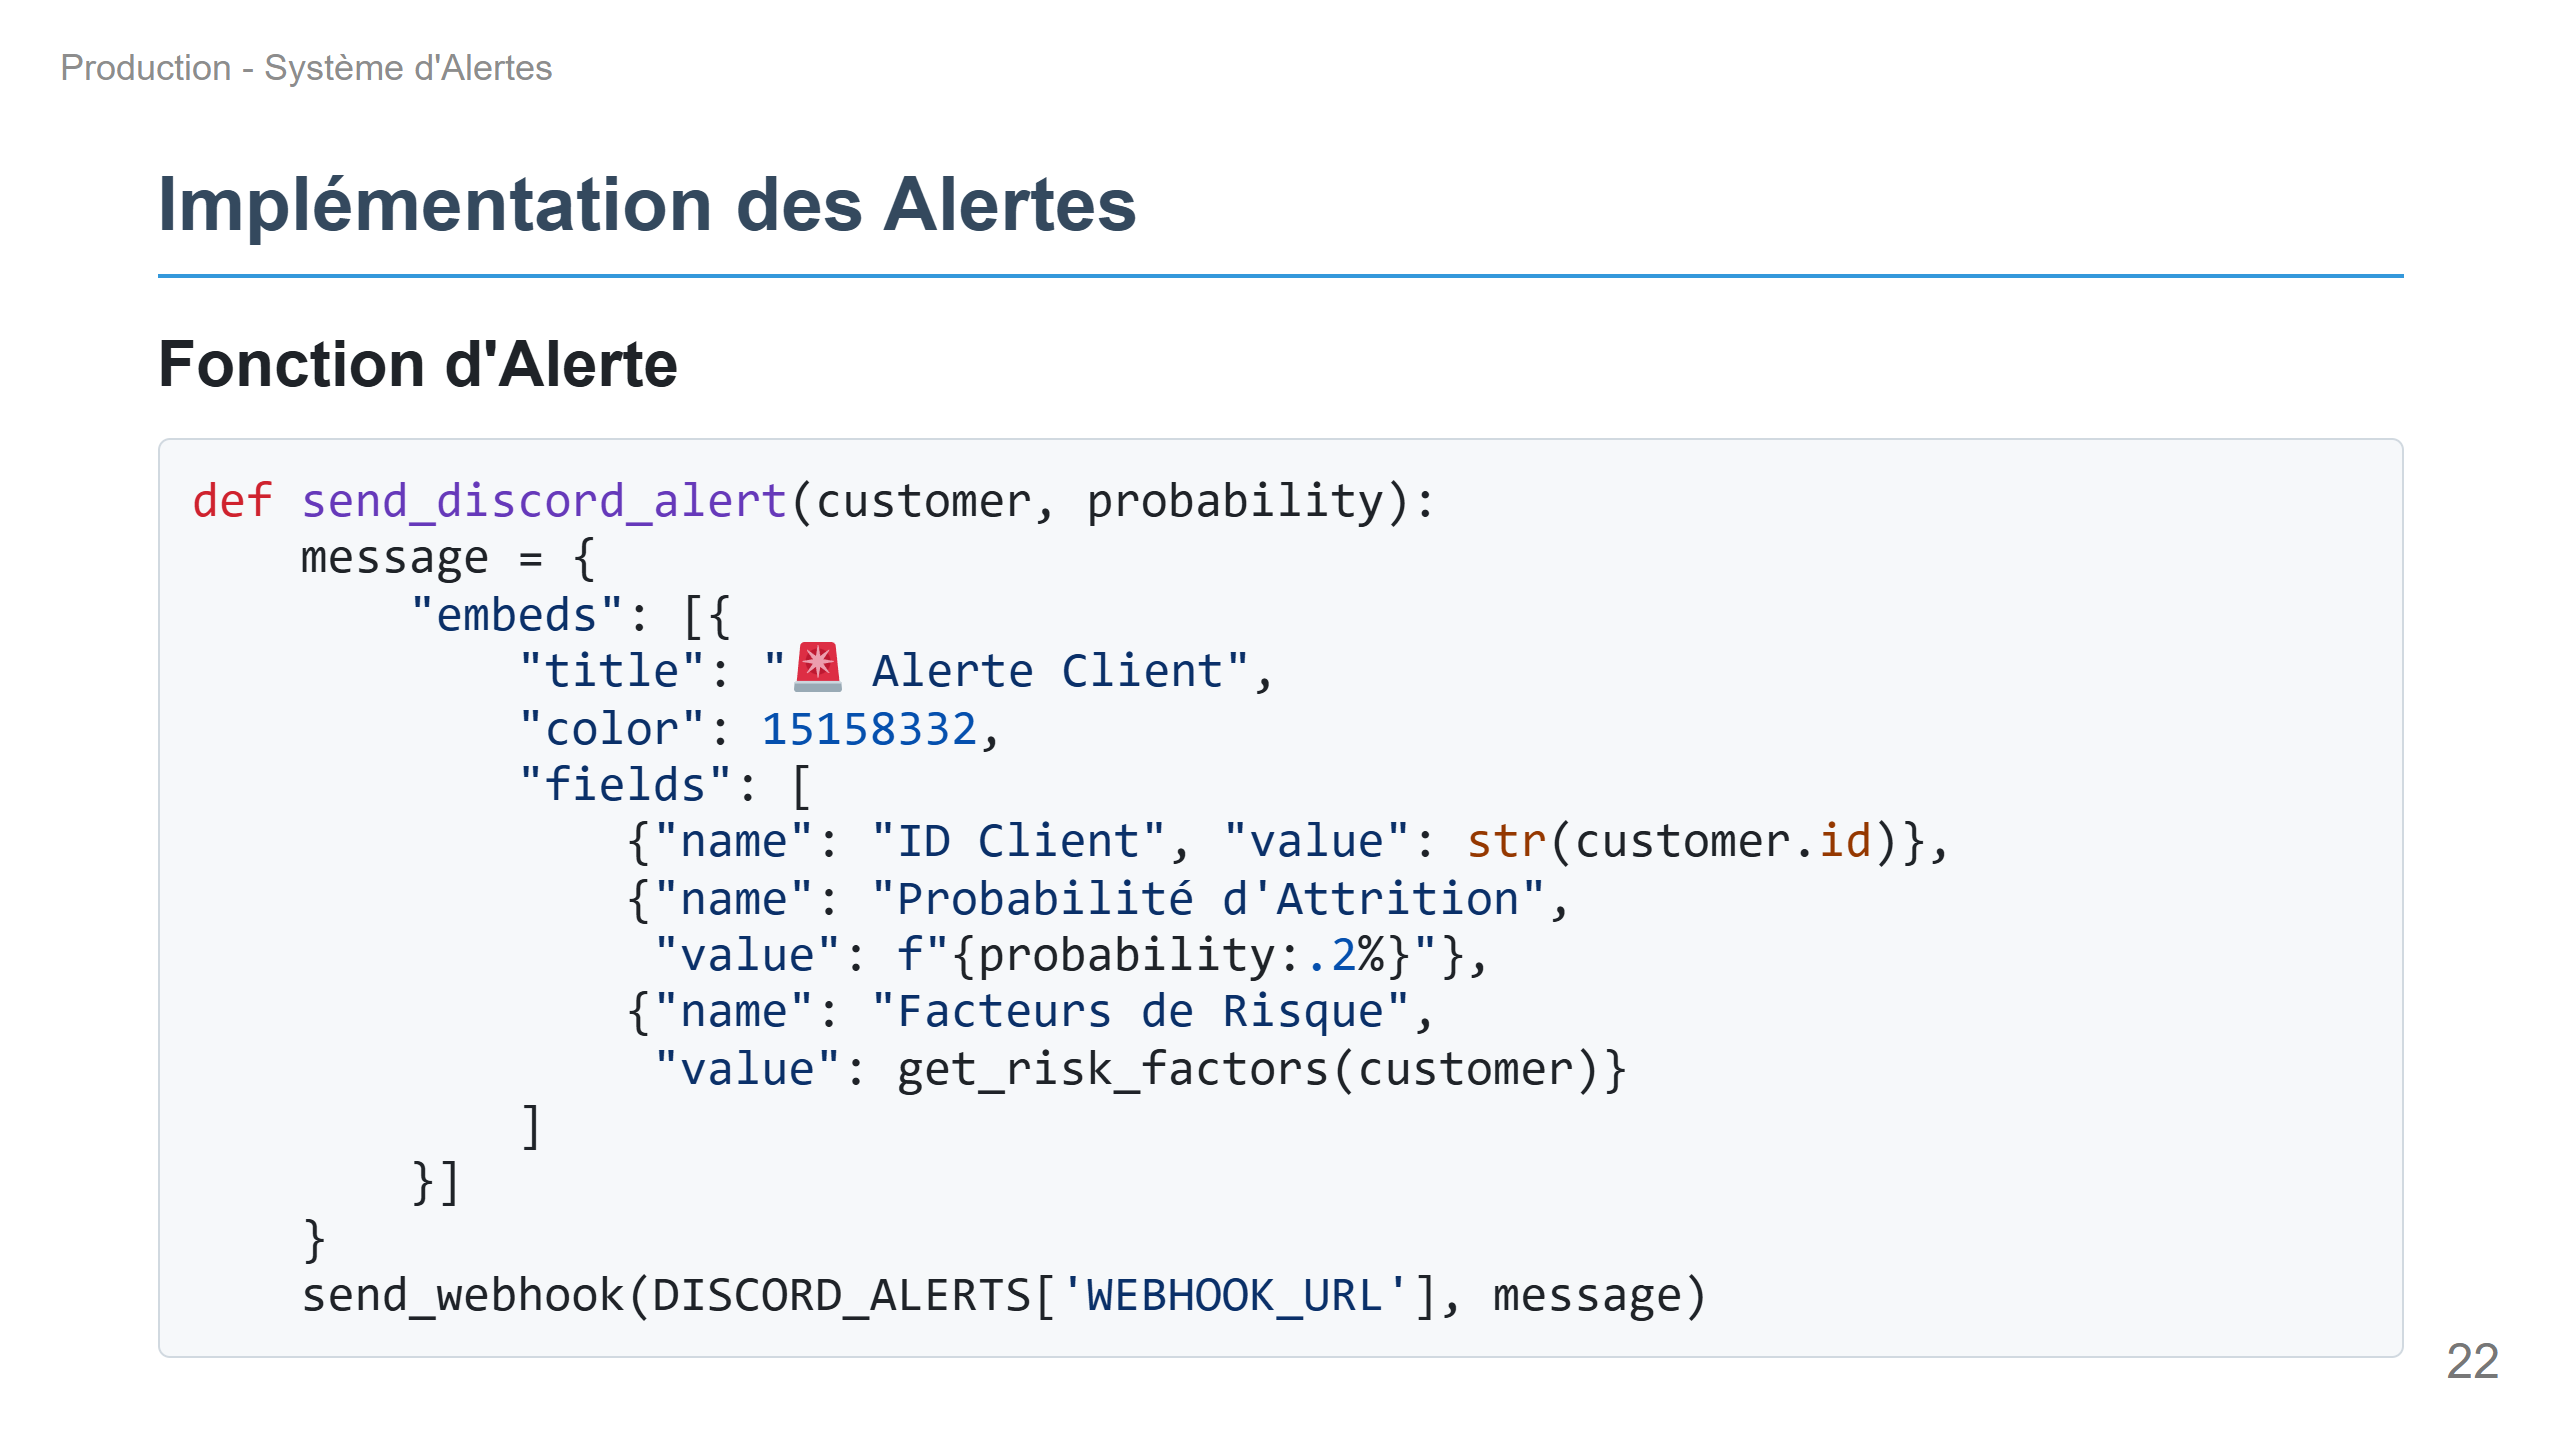 Production - Système d'Alertes
Implémentation des Alertes
Fonction d'Alerte
def send_discord_alert(customer, probability):
    message = {
        "embeds": [{
            "title": "🚨 Alerte Client",
            "color": 15158332,
            "fields": [
                {"name": "ID Client", "value": str(customer.id)},
                {"name": "Probabilité d'Attrition",
                 "value": f"{probability:.2%}"},
                {"name": "Facteurs de Risque",
                 "value": get_risk_factors(customer)}
            ]
        }]
    }
    send_webhook(DISCORD_ALERTS['WEBHOOK_URL'], message)
22